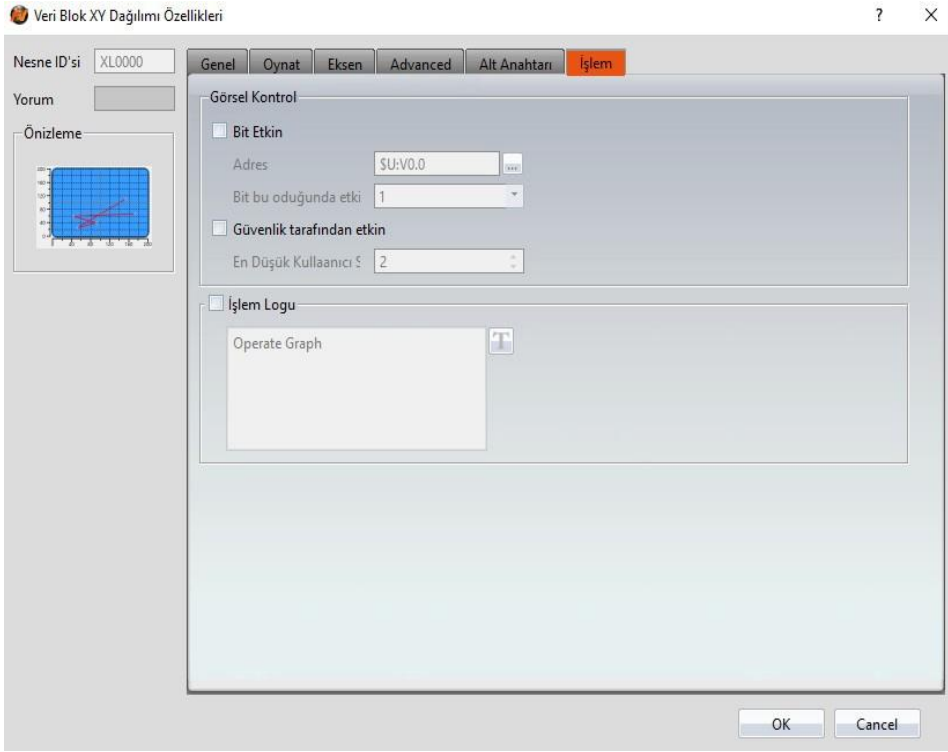 Veri Blok XY Dağılımı Özellikleri
?
Nesne ID'si XL0000
Yorum
Önizleme
Genel Oynat Eksen Advanced Alt Anahtarı İşlem
Görsel Kontrol
Bit Etkin
Adres $U:V0.0 ...
Bit bu oduğunda etki 1
Güvenlik tarafından etkin
En Düşük Kullaanıcı S 2
İşlem Logu
Operate Graph T
OK Cancel